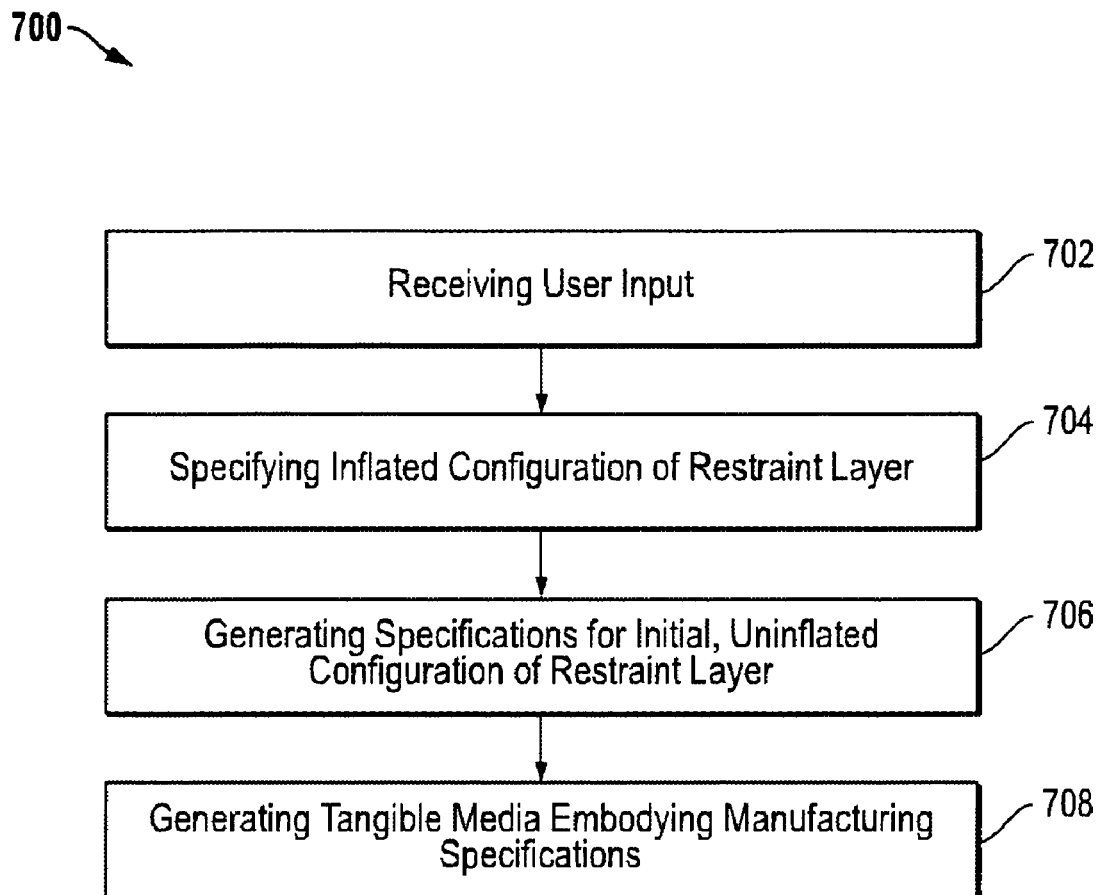 700
Receiving User Input
702
Specifying Inflated Configuration of Restraint Layer
704
Generating Specifications for Initial, Uninflated
Configuration of Restraint Layer
706
Generating Tangible Media Embodying Manufacturing
Specifications
708